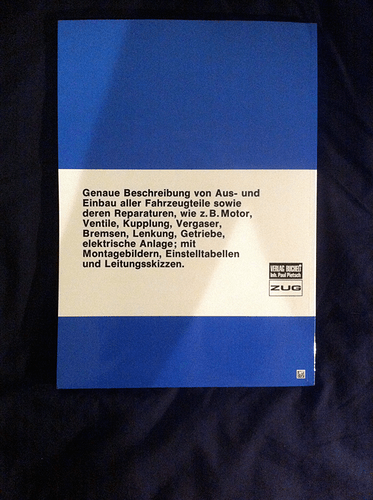 Genaue Beschreibung von Aus- und
Einbau aller Fahrzeugteile sowie
deren Reparaturen, wie z.B. Motor,
Ventile, Kupplung, Vergaser,
Bremsen, Lenkung, Getriebe,
elektrische Anlage; mit
Montagebildern, Einstelltabellen
und Leitungsskizzen.
VERLAG BUCHEIT
Inh. Paul Pietsch
ZUG